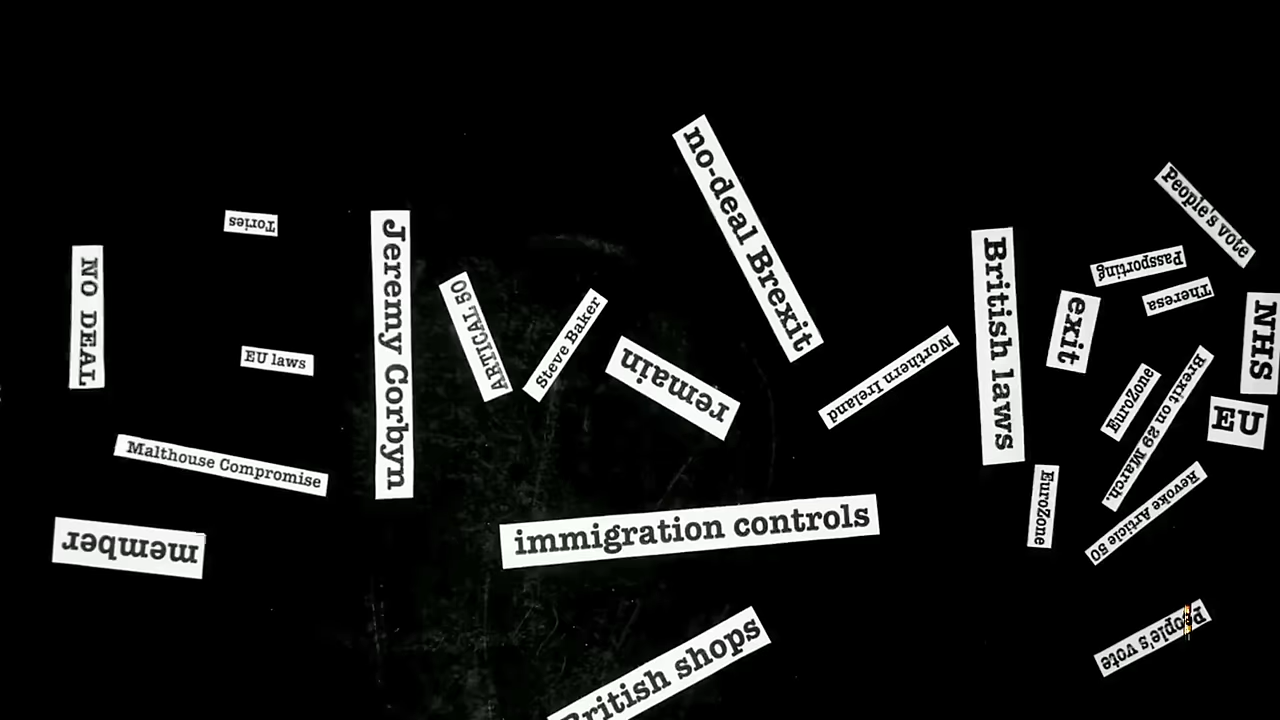 NO DEAL
Tories
EU laws
Malthouse Compromise
member
Jeremy Corbyn
ARTICAL 50
Steve Baker
remain
no-deal Brexit
immigration controls
British shops
Northern Ireland
British laws
exit
People's vote
Passporting
Theresa
NHS
EU
Eurozone
Brexit on 29 March,
Revoke Article 50
EuroZone
People's vote